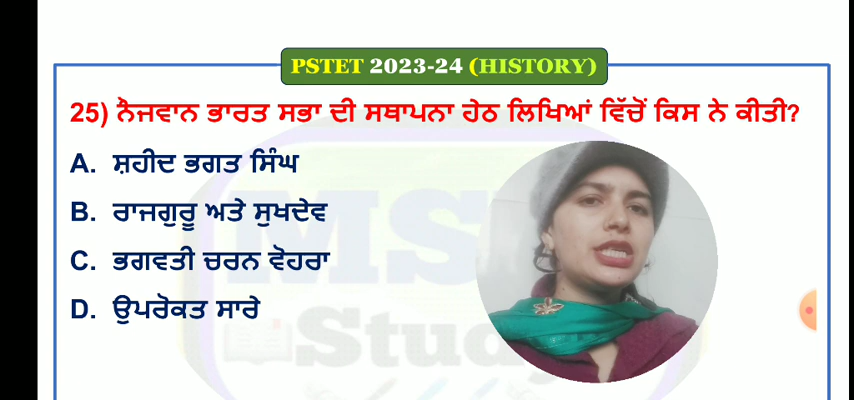 PSTET 2023-24 (HISTORY)
25) ਨੈਜਵਾਨ ਭਾਰਤ ਸਭਾ ਦੀ ਸਥਾਪਨਾ ਹੇਠ ਲਿਖਿਆਂ ਵਿੱਚੋਂ ਕਿਸ ਨੇ ਕੀਤੀ?
A. ਸ਼ਹੀਦ ਭਗਤ ਸਿੰਘ
B. ਰਾਜਗੁਰੂ ਅਤੇ ਸੁਖਦੇਵ
C. ਭਗਵਤੀ ਚਰਨ ਵੋਹਰਾ
D. ਉਪਰੋਕਤ ਸਾਰੇ